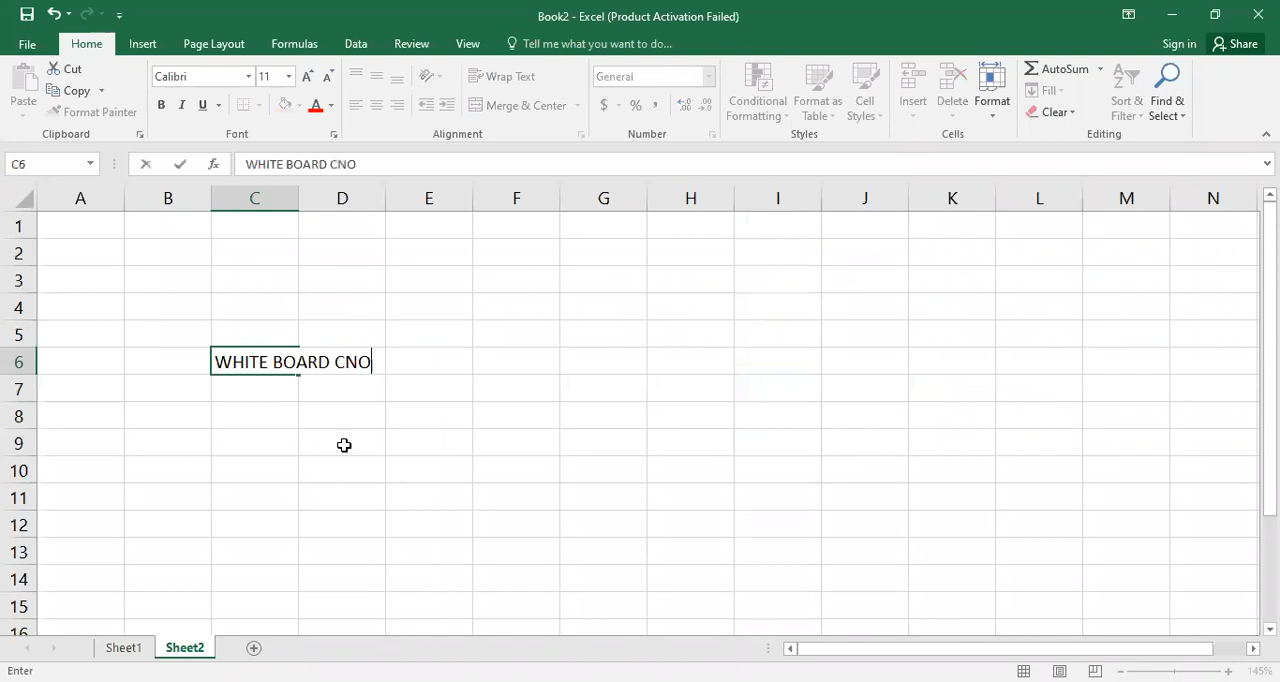 Book2 - Excel (Product Activation Failed)
File Home Insert Page Layout Formulas Data Review View Tell me what you want to do... Sign in Share
Paste Cut Copy Format Painter Clipboard
Calibri 11 A A B I U A Font
Wrap Text Merge & Center Alignment
General $ % , Number
Conditional Formatting Format as Table Cell Styles Styles
Insert Delete Format Cells
AutoSum Fill Clear Sort & Filter Find & Select Editing
C6 fx WHITE BOARD CNO
A B C D E F G H I J K L M N
1
2
3
4
5
6 WHITE BOARD CNO
7
8
9
10
11
12
13
14
15
16
Sheet1 Sheet2
Enter 145%